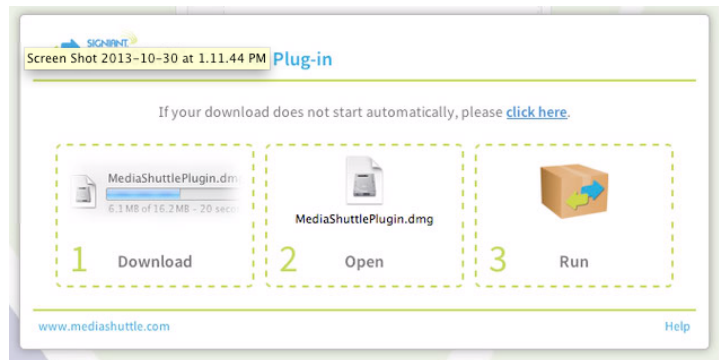 SIGNIANT
Screen Shot 2013-10-30 at 1.11.44 PM Plug-in
If your download does not start automatically, please click here.
MediaShuttlePlugin.dm
6.1 MB of 16.2 MB - 20 seco
MediaShuttlePlugin.dmg
1 Download
2 Open
3 Run
www.mediashuttle.com
Help